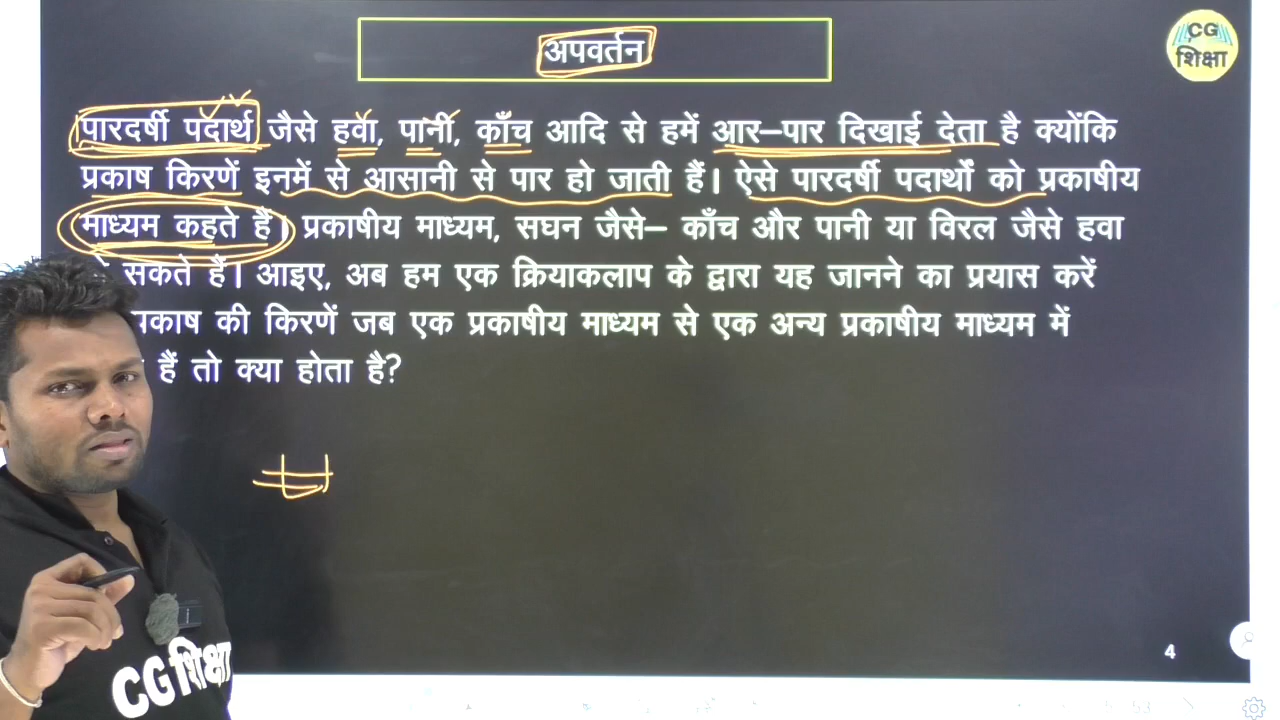 अपवर्तन
CG
शिक्षा
पारदर्षी पदार्थ जैसे हवा, पानी, काँच आदि से हमें आर–पार दिखाई देता है क्योंकि
प्रकाष किरणें इनमें से आसानी से पार हो जाती हैं। ऐसे पारदर्षी पदार्थों को प्रकाषीय
माध्यम कहते हैं। प्रकाषीय माध्यम, सघन जैसे– काँच और पानी या विरल जैसे हवा
सकते हैं। आइए, अब हम एक क्रियाकलाप के द्वारा यह जानने का प्रयास करें
की किरणें जब एक प्रकाषीय माध्यम से एक अन्य प्रकाषीय माध्यम में
हैं तो क्या होता है?
CG शिक्षा
4